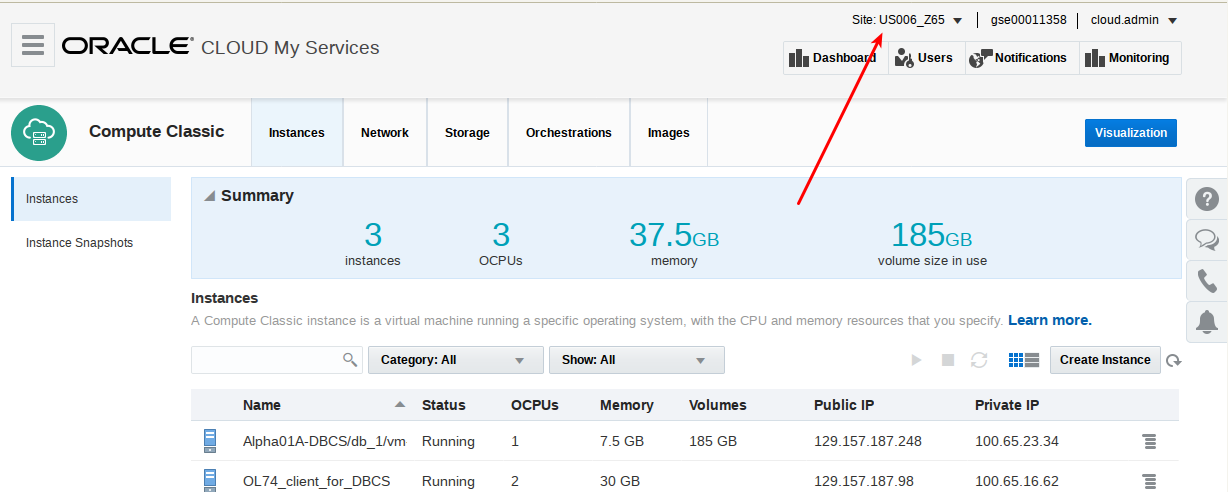 Site: US006_Z65 gse00011358 cloud.admin
ORACLE® CLOUD My Services
Dashboard Users Notifications Monitoring
Compute Classic Instances Network Storage Orchestrations Images Visualization
Instances
Instance Snapshots
Summary
3 3 37.5GB 185GB
instances OCPUs memory volume size in use
Instances
A Compute Classic instance is a virtual machine running a specific operating system, with the CPU and memory resources that you specify. Learn more.
Category: All Show: All Create Instance
Name Status OCPUs Memory Volumes Public IP Private IP
Alpha01A-DBCS/db_1/vm Running 1 7.5 GB 185 GB 129.157.187.248 100.65.23.34
OL74_client_for_DBCS Running 2 30 GB 129.157.187.98 100.65.16.62